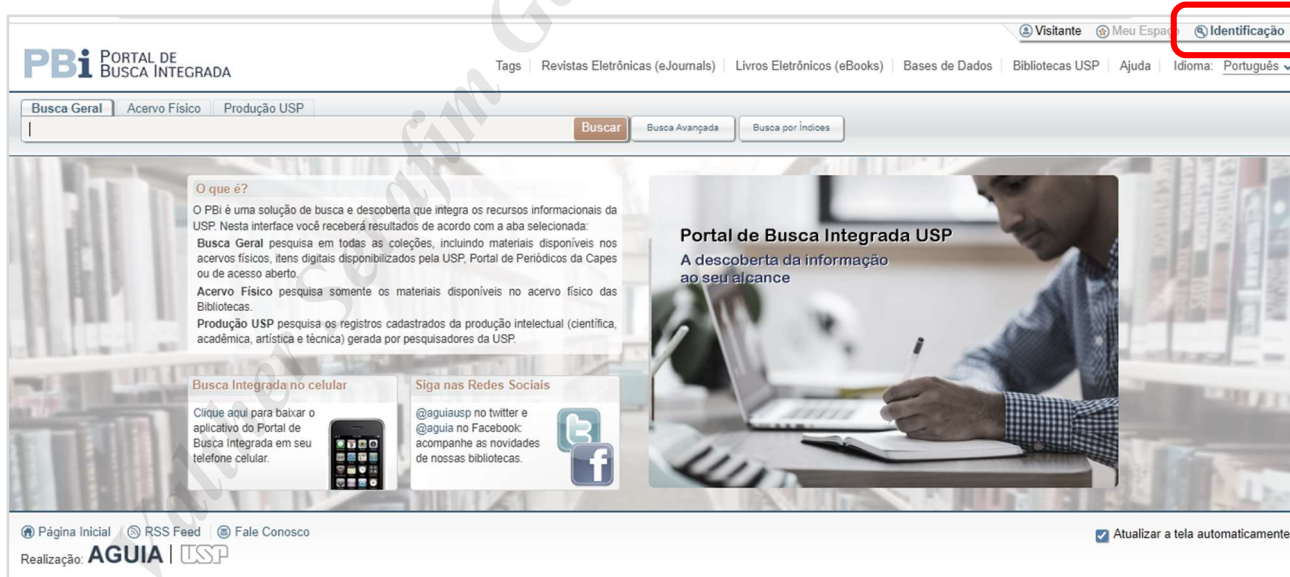 Visitante Meu Espaço Identificação
PBi PORTAL DE
BUSCA INTEGRADA
Tags Revistas Eletrônicas (eJournals) Livros Eletrônicos (eBooks) Bases de Dados Bibliotecas USP Ajuda Idioma: Português
Busca Geral Acervo Físico Produção USP
Buscar Busca Avançada Busca por Índices
O que é?
O PBi é uma solução de busca e descoberta que integra os recursos informacionais da
USP. Nesta interface você receberá resultados de acordo com a aba selecionada:
Busca Geral pesquisa em todas as coleções, incluindo materiais disponíveis nos
acervos físicos, itens digitais disponibilizados pela USP, Portal de Periódicos da Capes
ou de acesso aberto.
Acervo Físico pesquisa somente os materiais disponíveis no acervo físico das
Bibliotecas.
Produção USP pesquisa os registros cadastrados da produção intelectual (científica,
acadêmica, artística e técnica) gerada por pesquisadores da USP.
Portal de Busca Integrada USP
A descoberta da informação
ao seu alcance
Busca Integrada no celular
Clique aqui para baixar o
aplicativo do Portal de
Busca Integrada em seu
telefone celular.
Siga nas Redes Sociais
@aguiausp no twitter e
@aguia no Facebook:
acompanhe as novidades
de nossas bibliotecas.
Página Inicial RSS Feed Fale Conosco
Atualizar a tela automaticamente
Realização: AGUIA | USP
Serafim